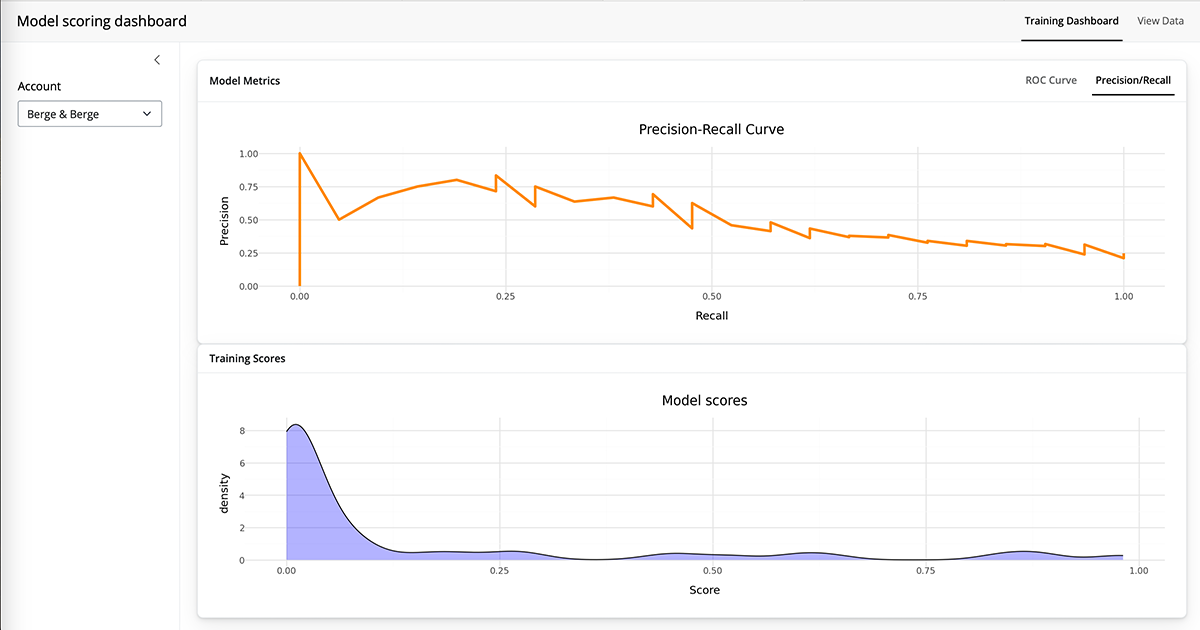 Model scoring dashboard
Training Dashboard
View Data
Account
Berge & Berge
Model Metrics
ROC Curve
Precision/Recall
Precision-Recall Curve
1.00
0.75
0.50
0.25
0.00
Precision
0.00
0.25
0.50
0.75
1.00
Recall
Training Scores
Model scores
8
6
4
2
0
density
0.00
0.25
0.50
0.75
1.00
Score